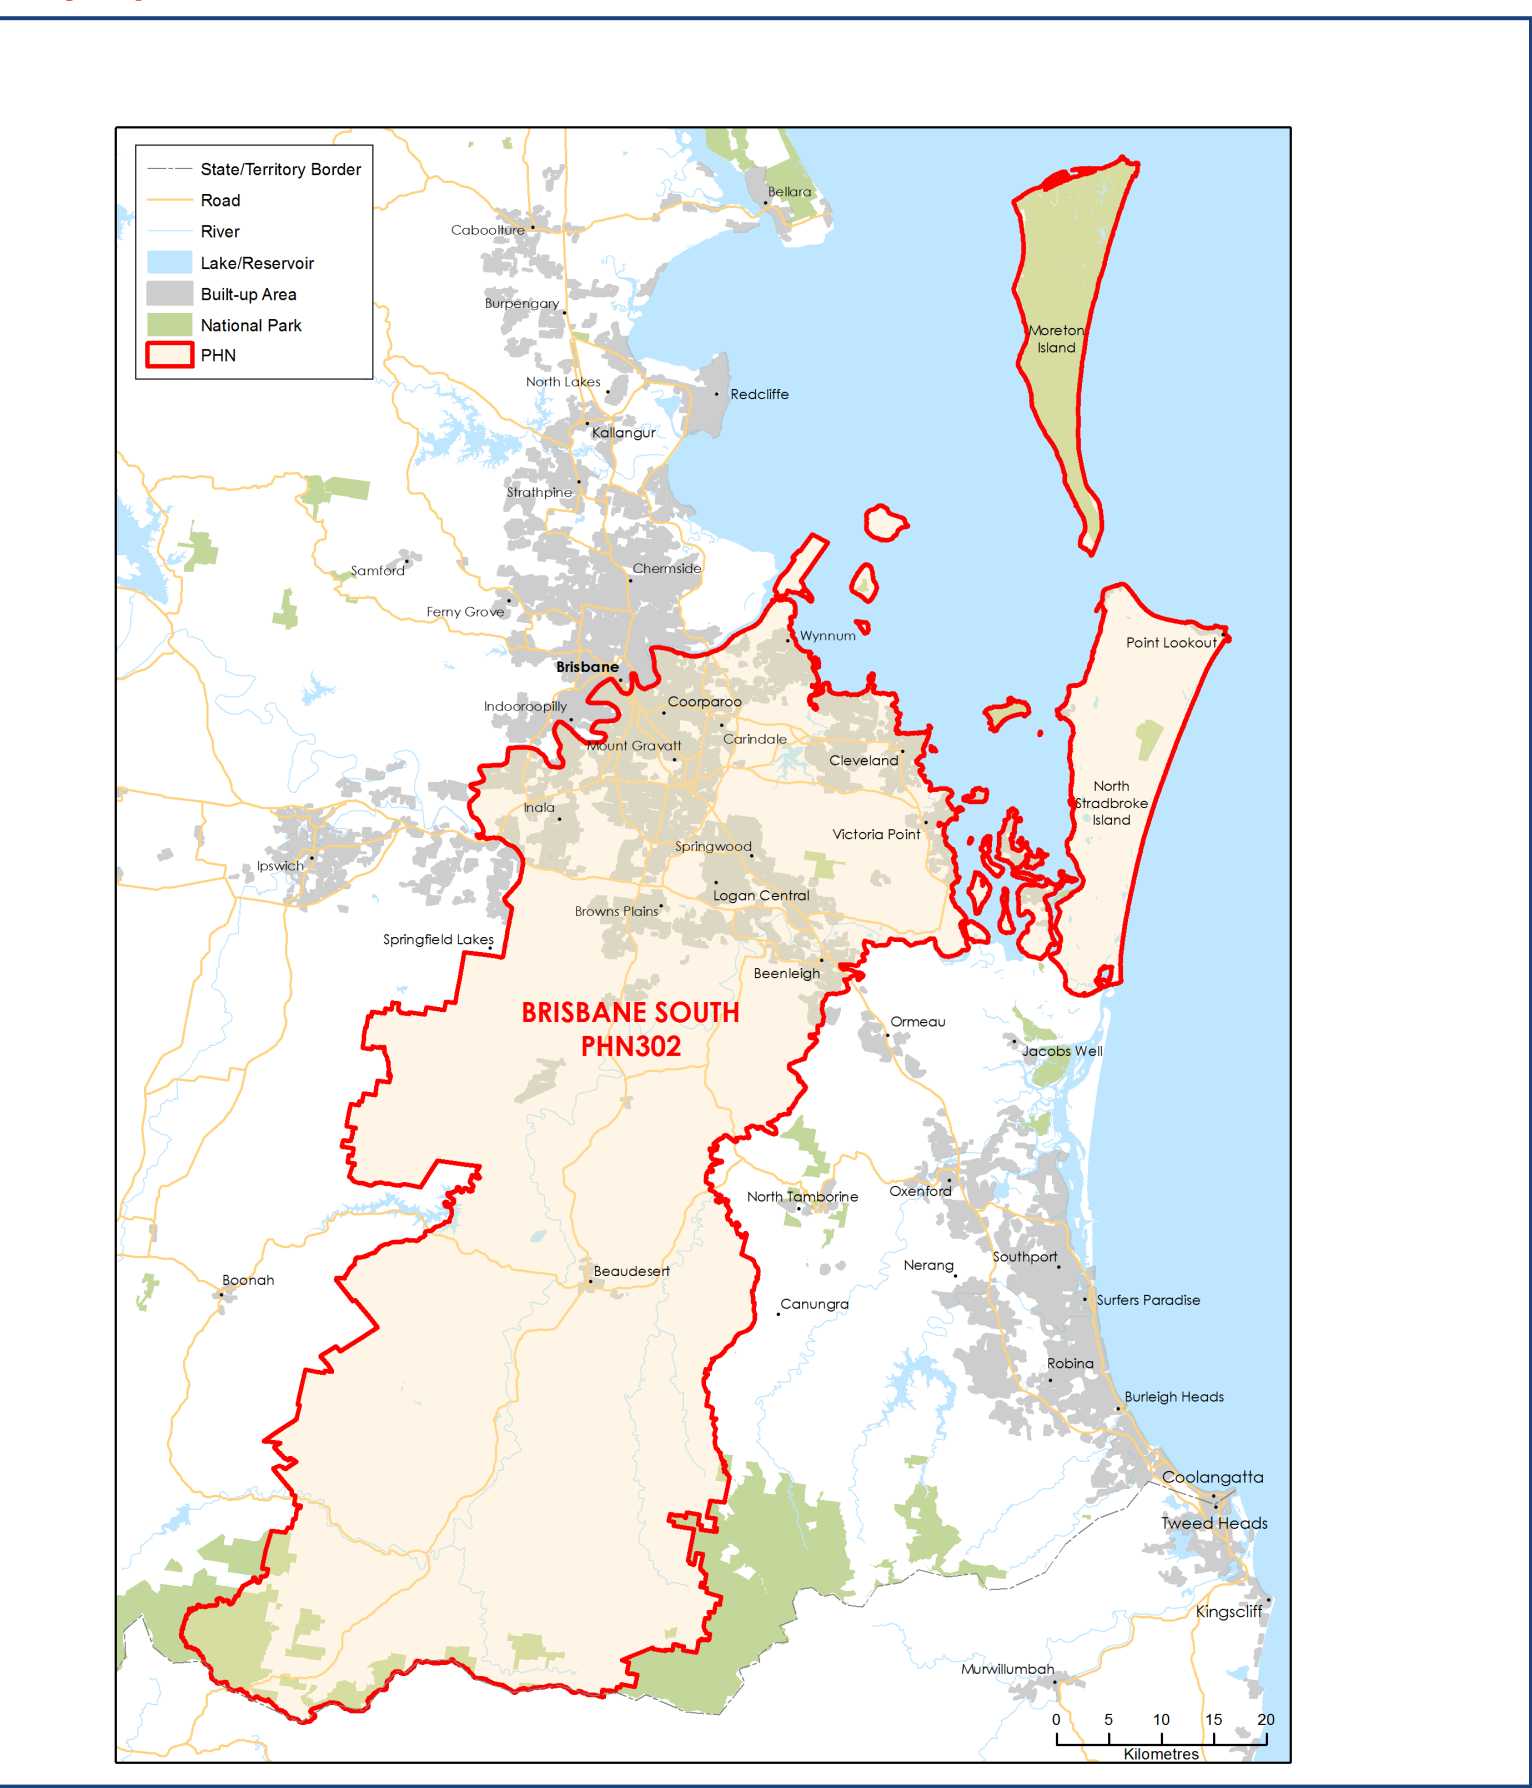 State/Territory Border
Road
River
Lake/Reservoir
Built-up Area
National Park
PHN
Bellara
Caboolture
Burpengary
Moreton
Island
North Lakes
Redcliffe
Kallangur
Strathpine
Chermside
Samford
Ferny Grove
Wynnum
Point Lookout
Brisbane
Coorparoo
Indooroopilly
Carindale
Mount Gravatt
Cleveland
North
Stradbroke
Island
Inala
Victoria Point
Springwood
Ipswich
Logan Central
Browns Plains
Springfield Lakes
Beenleigh
BRISBANE SOUTH
PHN302
Ormeau
Jacobs Well
North Tamborine
Oxenford
Southport
Nerang
Beaudesert
Boonah
Surfers Paradise
Canungra
Robina
Burleigh Heads
Coolangatta
Tweed Heads
Kingscliff
Murwillumbah
0 5 10 15 20
Kilometres